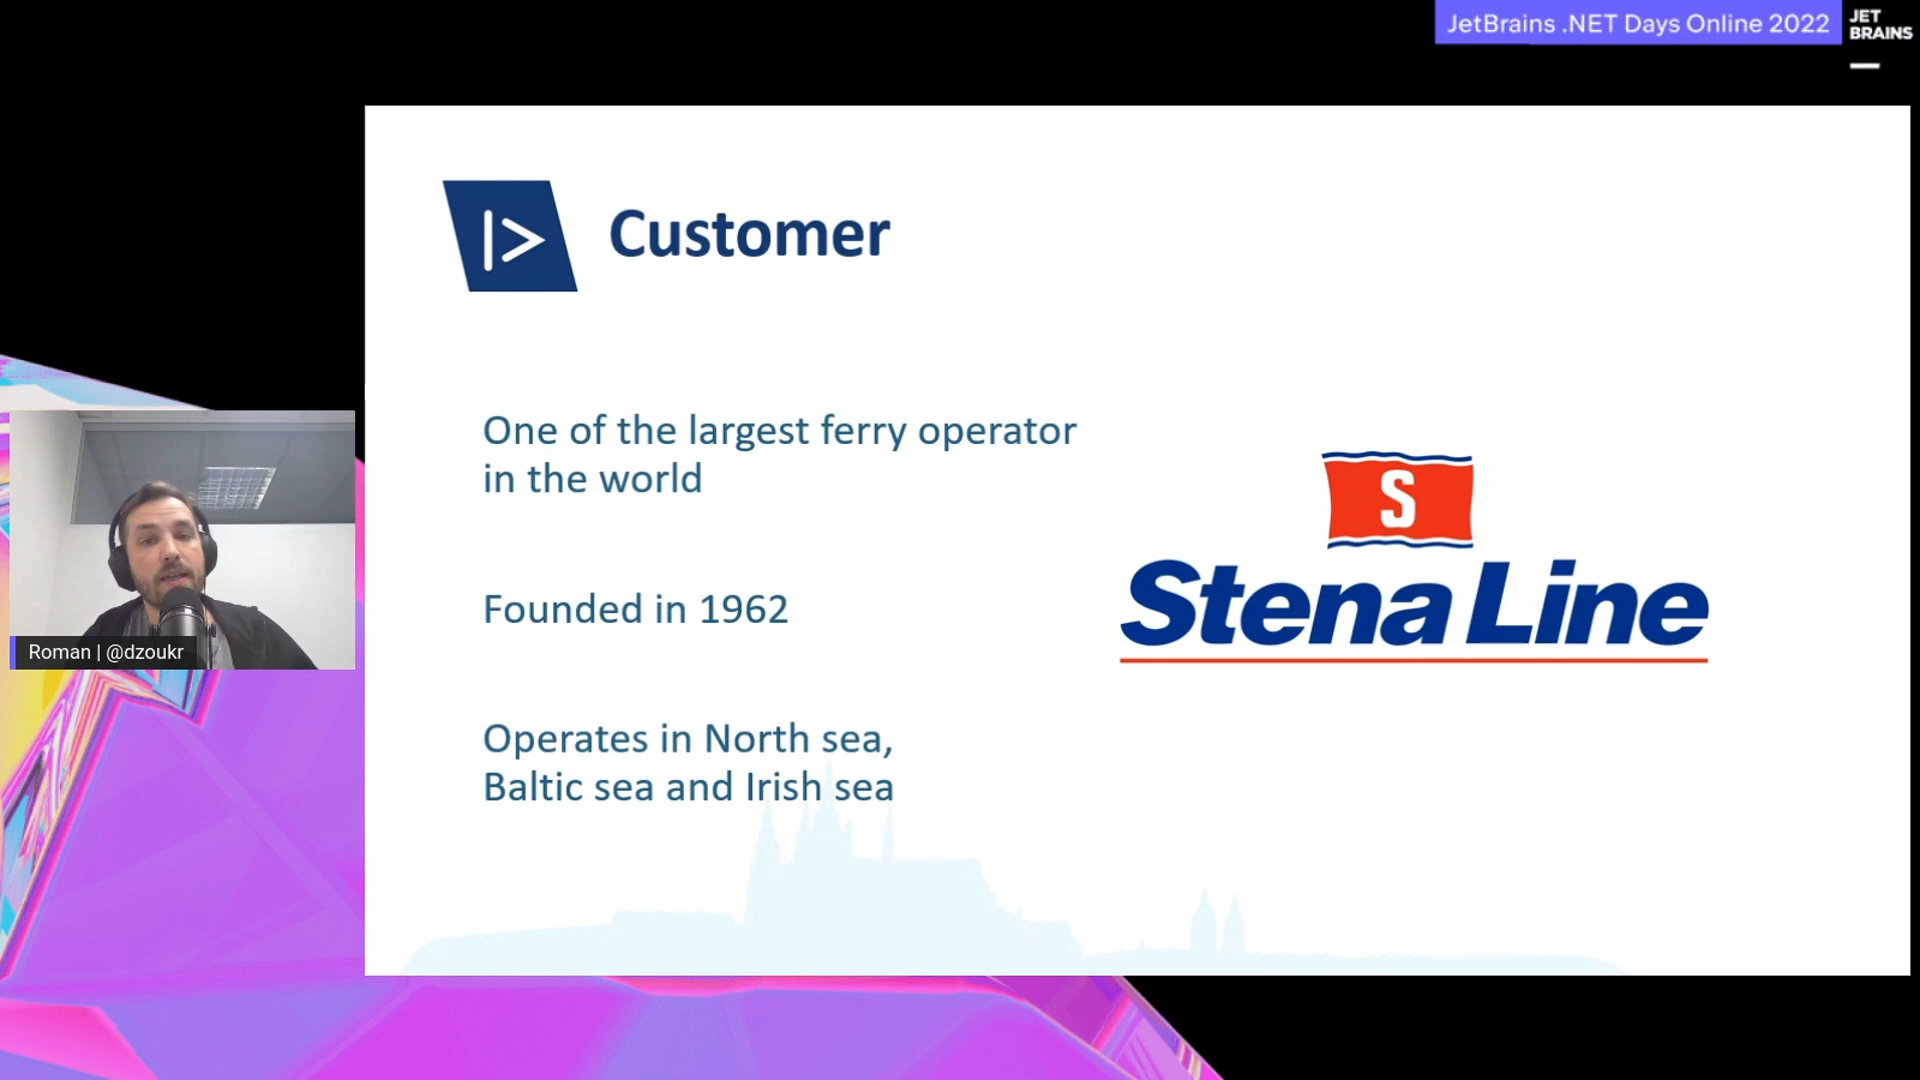 JetBrains .NET Days Online 2022
JET
BRAINS
|> Customer
One of the largest ferry operator
in the world
Founded in 1962
Operates in North sea,
Baltic sea and Irish sea
S
Stena Line
Roman | @dzoukr